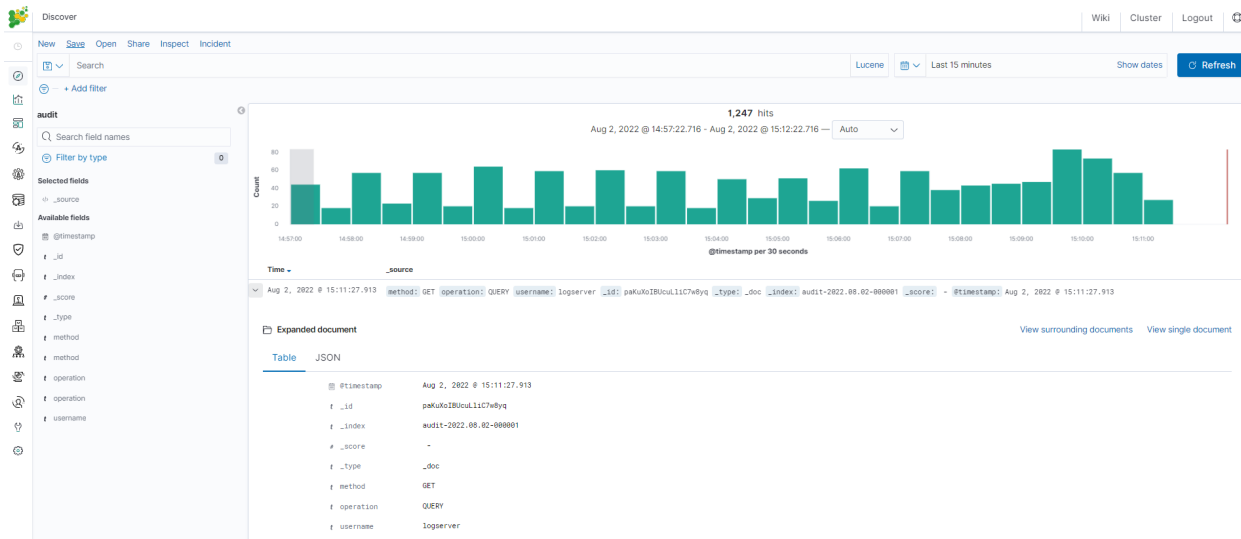 Discover
Wiki Cluster Logout
New Save Open Share Inspect Incident
Search Lucene Last 15 minutes Show dates Refresh
+ Add filter
audit
Search field names
Filter by type 0
Selected fields
_source
Available fields
@timestamp
t _id
t _index
# _score
t _type
t method
t method
t operation
t operation
t username
1,247 hits
Aug 2, 2022 @ 14:57:22.716 - Aug 2, 2022 @ 15:12:22.716 — Auto
Count
80
60
40
20
0
14:57:00 14:58:00 14:59:00 15:00:00 15:01:00 15:02:00 15:03:00 15:04:00 15:05:00 15:06:00 15:07:00 15:08:00 15:09:00 15:10:00 15:11:00
@timestamp per 30 seconds
Time _source
Aug 2, 2022 @ 15:11:27.913 method: GET operation: QUERY username: logserver _id: paKuXoIBUcuLliC7w8yq _type: _doc _index: audit-2022.08.02-000001 _score: - @timestamp: Aug 2, 2022 @ 15:11:27.913
Expanded document View surrounding documents View single document
Table JSON
@timestamp Aug 2, 2022 @ 15:11:27.913
t _id paKuXoIBUcuLliC7w8yq
t _index audit-2022.08.02-000001
# _score -
t _type _doc
t method GET
t operation QUERY
t username logserver